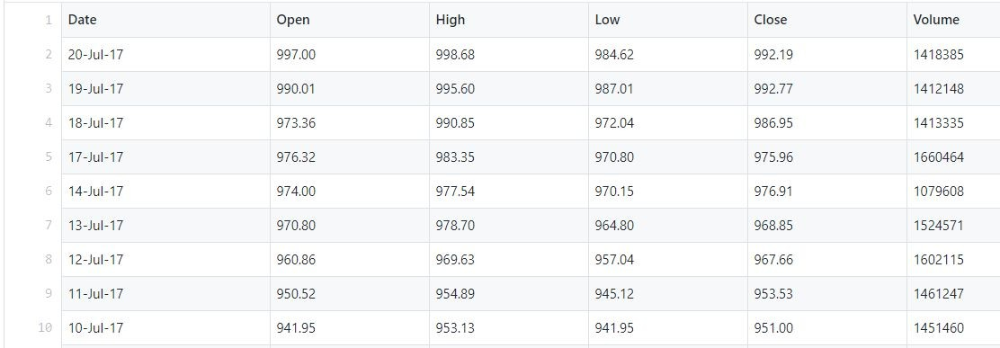 1 Date Open High Low Close Volume
2 20-Jul-17 997.00 998.68 984.62 992.19 1418385
3 19-Jul-17 990.01 995.60 987.01 992.77 1412148
4 18-Jul-17 973.36 990.85 972.04 986.95 1413335
5 17-Jul-17 976.32 983.35 970.80 975.96 1660464
6 14-Jul-17 974.00 977.54 970.15 976.91 1079608
7 13-Jul-17 970.80 978.70 964.80 968.85 1524571
8 12-Jul-17 960.86 969.63 957.04 967.66 1602115
9 11-Jul-17 950.52 954.89 945.12 953.53 1461247
10 10-Jul-17 941.95 953.13 941.95 951.00 1451460